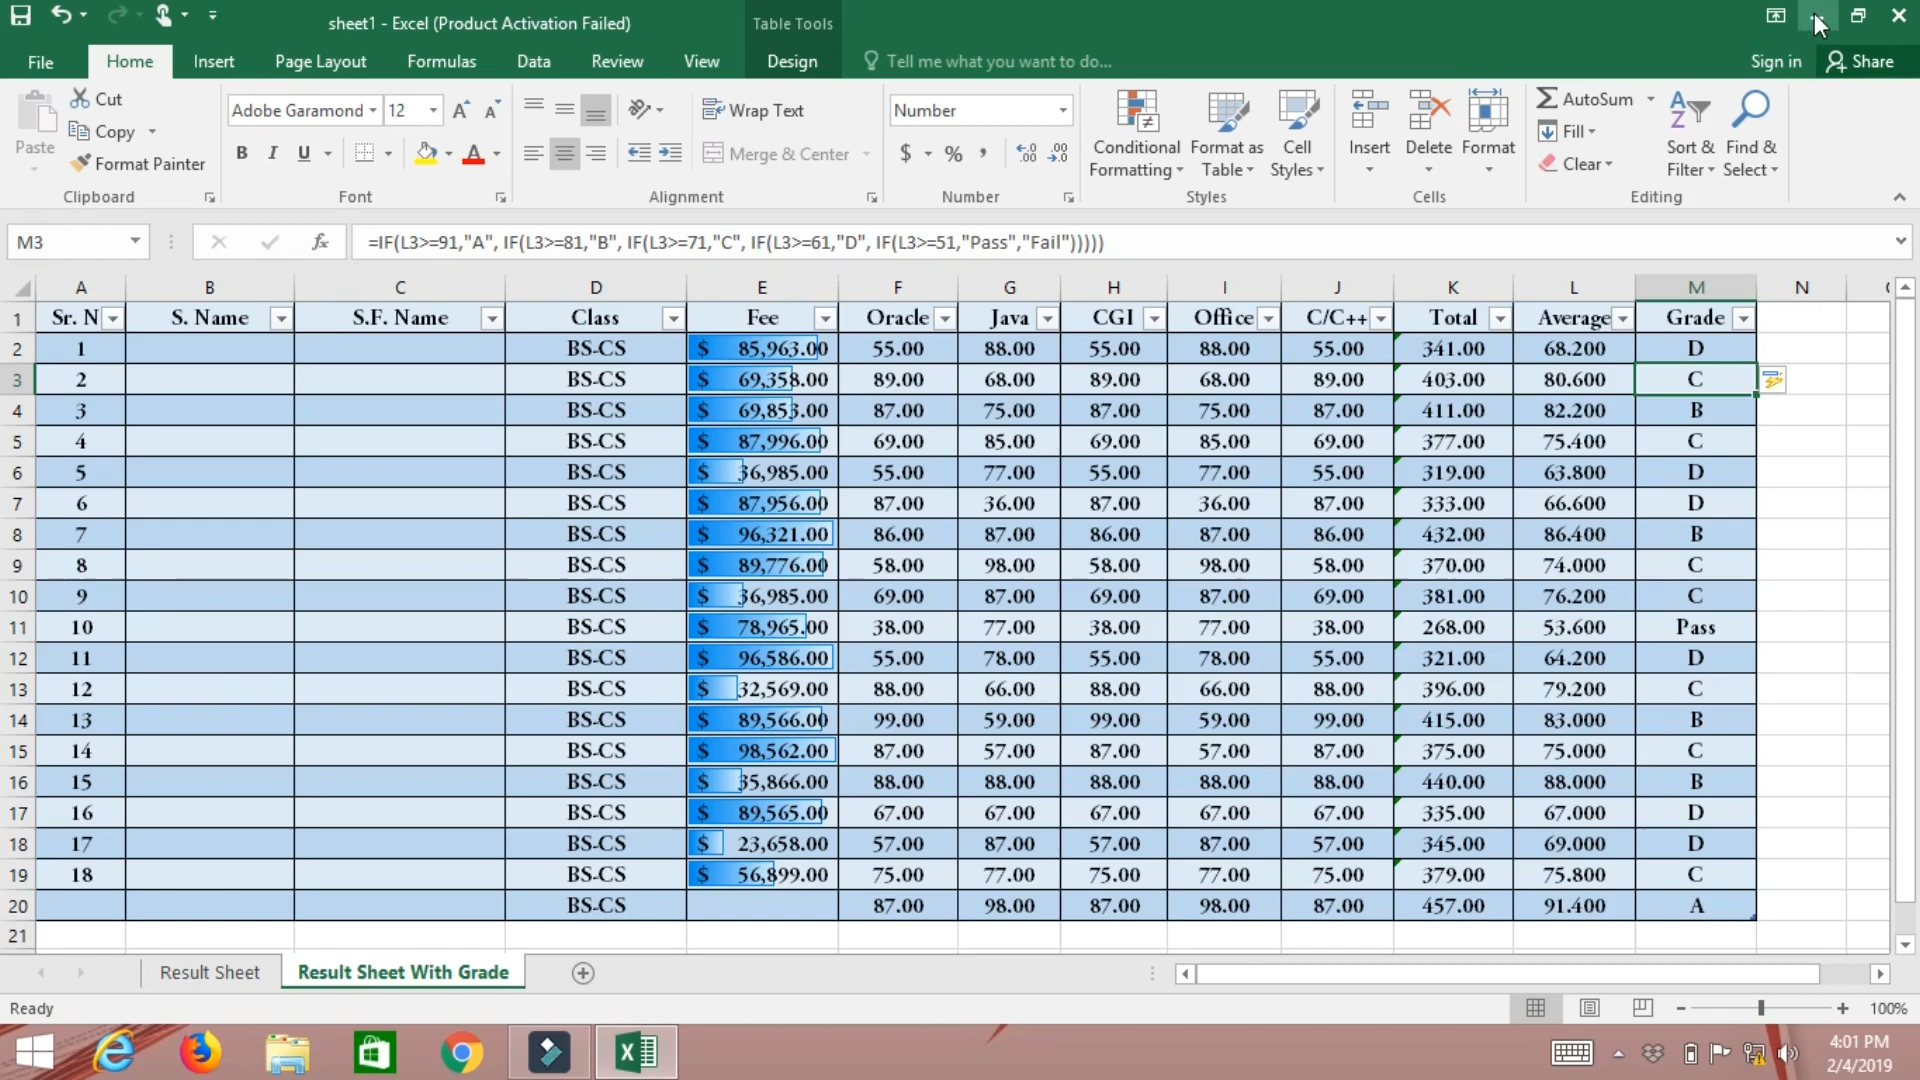 sheet1 - Excel (Product Activation Failed)
Table Tools
File Home Insert Page Layout Formulas Data Review View Design Tell me what you want to do... Sign in Share
Paste Cut Copy Format Painter Clipboard
Adobe Garamond 12 B I U A Font
Wrap Text Merge & Center Alignment
Number $ % , Number
Conditional Formatting Format as Table Cell Styles Styles
Insert Delete Format Cells
AutoSum Fill Clear Sort & Filter Find & Select Editing
M3 fx =IF(L3>=91,"A", IF(L3>=81,"B", IF(L3>=71,"C", IF(L3>=61,"D", IF(L3>=51,"Pass","Fail")))))
A B C D E F G H I J K L M N
1 Sr. N S. Name S.F. Name Class Fee Oracle Java CGI Office C/C++ Total Average Grade
2 1 BS-CS $ 85,963.00 55.00 88.00 55.00 88.00 55.00 341.00 68.200 D
3 2 BS-CS $ 69,358.00 89.00 68.00 89.00 68.00 89.00 403.00 80.600 C
4 3 BS-CS $ 69,853.00 87.00 75.00 87.00 75.00 87.00 411.00 82.200 B
5 4 BS-CS $ 87,996.00 69.00 85.00 69.00 85.00 69.00 377.00 75.400 C
6 5 BS-CS $ 36,985.00 55.00 77.00 55.00 77.00 55.00 319.00 63.800 D
7 6 BS-CS $ 87,956.00 87.00 36.00 87.00 36.00 87.00 333.00 66.600 D
8 7 BS-CS $ 96,321.00 86.00 87.00 86.00 87.00 86.00 432.00 86.400 B
9 8 BS-CS $ 89,776.00 58.00 98.00 58.00 98.00 58.00 370.00 74.000 C
10 9 BS-CS $ 36,985.00 69.00 87.00 69.00 87.00 69.00 381.00 76.200 C
11 10 BS-CS $ 78,965.00 38.00 77.00 38.00 77.00 38.00 268.00 53.600 Pass
12 11 BS-CS $ 96,586.00 55.00 78.00 55.00 78.00 55.00 321.00 64.200 D
13 12 BS-CS $ 32,569.00 88.00 66.00 88.00 66.00 88.00 396.00 79.200 C
14 13 BS-CS $ 89,566.00 99.00 59.00 99.00 59.00 99.00 415.00 83.000 B
15 14 BS-CS $ 98,562.00 87.00 57.00 87.00 57.00 87.00 375.00 75.000 C
16 15 BS-CS $ 35,866.00 88.00 88.00 88.00 88.00 88.00 440.00 88.000 B
17 16 BS-CS $ 89,565.00 67.00 67.00 67.00 67.00 67.00 335.00 67.000 D
18 17 BS-CS $ 23,658.00 57.00 87.00 57.00 87.00 57.00 345.00 69.000 D
19 18 BS-CS $ 56,899.00 75.00 77.00 75.00 77.00 75.00 379.00 75.800 C
20 BS-CS 87.00 98.00 87.00 98.00 87.00 457.00 91.400 A
21
Result Sheet Result Sheet With Grade
Ready 100%
4:01 PM
2/4/2019